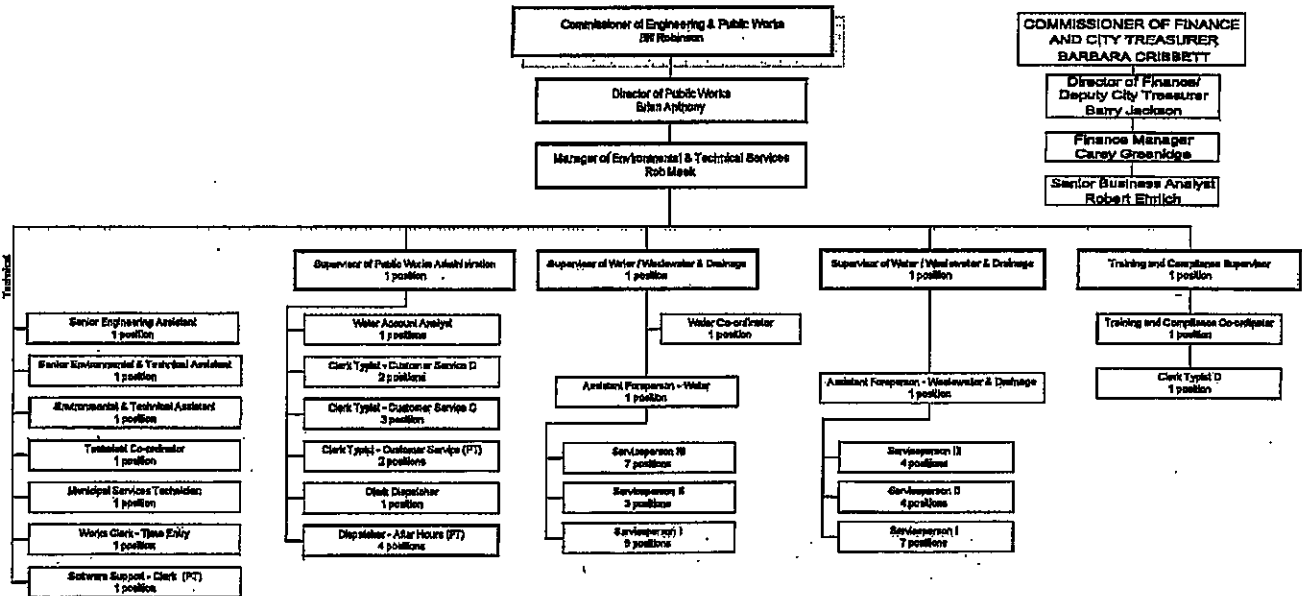 Commissioner of Engineering & Public Works
Bill Robinson
Director of Public Works
Brian Anthony
Manager of Environmental & Technical Services
Rob Meek
COMMISSIONER OF FINANCE
AND CITY TREASURER
BARBARA CRIBBETT
Director of Finance/
Deputy City Treasurer
Barry Jackson
Finance Manager
Carey Greenidge
Senior Business Analyst
Robert Ehrlich
Technical
Senior Engineering Assistant
1 position
Senior Environmental & Technical Assistant
1 position
Environmental & Technical Assistant
1 position
Technical Co-ordinator
1 position
Municipal Services Technician
1 position
Works Clerk - Time Entry
1 position
Software Support - Clerk (PT)
1 position
Supervisor of Public Works Administration
1 position
Water Account Analyst
1 positions
Clerk Typist - Customer Service D
2 positions
Clerk Typist - Customer Service C
3 position
Clerk Typist - Customer Service (PT)
2 positions
Clerk Dispatcher
1 position
Dispatcher - After Hours (PT)
4 positions
Supervisor of Water / Wastewater & Drainage
1 position
Water Co-ordinator
1 position
Assistant Foreperson - Water
1 position
Serviceperson III
7 positions
Serviceperson II
3 positions
Serviceperson I
9 positions
Supervisor of Water / Wastewater & Drainage
1 position
Assistant Foreperson - Wastewater & Drainage
1 position
Serviceperson III
4 positions
Serviceperson II
4 positions
Serviceperson I
7 positions
Training and Compliance Supervisor
1 position
Training and Compliance Co-ordinator
1 position
Clerk Typist D
1 position